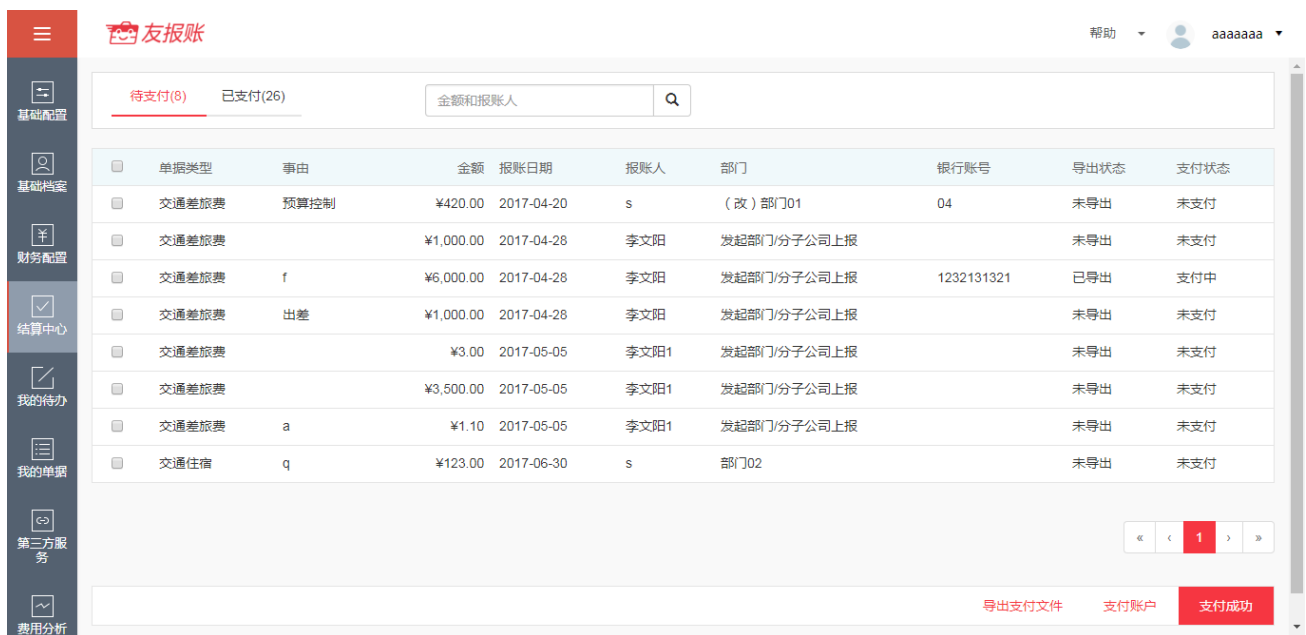 友报账
帮助 aaaaaaa
基础配置
基础档案
财务配置
结算中心
我的待办
我的单据
第三方服
务
费用分析
待支付(8) 已支付(26) 金额和报账人
单据类型 事由 金额 报账日期 报账人 部门 银行账号 导出状态 支付状态
交通差旅费 预算控制 ¥420.00 2017-04-20 s （改）部门01 04 未导出 未支付
交通差旅费 ¥1,000.00 2017-04-28 李文阳 发起部门/分子公司上报 未导出 未支付
交通差旅费 f ¥6,000.00 2017-04-28 李文阳 发起部门/分子公司上报 1232131321 已导出 支付中
交通差旅费 出差 ¥1,000.00 2017-04-28 李文阳 发起部门/分子公司上报 未导出 未支付
交通差旅费 ¥3.00 2017-05-05 李文阳1 发起部门/分子公司上报 未导出 未支付
交通差旅费 ¥3,500.00 2017-05-05 李文阳1 发起部门/分子公司上报 未导出 未支付
交通差旅费 a ¥1.10 2017-05-05 李文阳1 发起部门/分子公司上报 未导出 未支付
交通住宿 q ¥123.00 2017-06-30 s 部门02 未导出 未支付
« ‹ 1 › »
导出支付文件 支付账户 支付成功